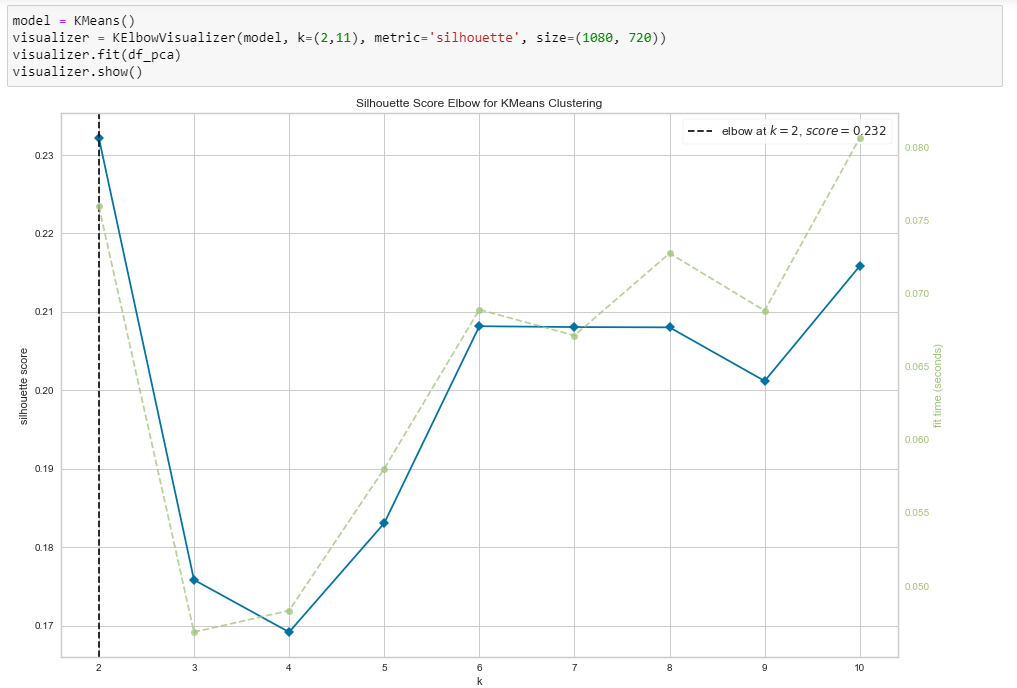 model = KMeans()
visualizer = KElbowVisualizer(model, k=(2,11), metric='silhouette', size=(1080, 720))
visualizer.fit(df_pca)
visualizer.show()
Silhouette Score Elbow for KMeans Clustering
elbow at k = 2, score = 0.232
0.23
0.22
0.21
0.20
0.19
0.18
0.17
silhouette score
0.080
0.075
0.070
0.065
0.060
0.055
0.050
fit time (seconds)
2 3 4 5 6 7 8 9 10
k